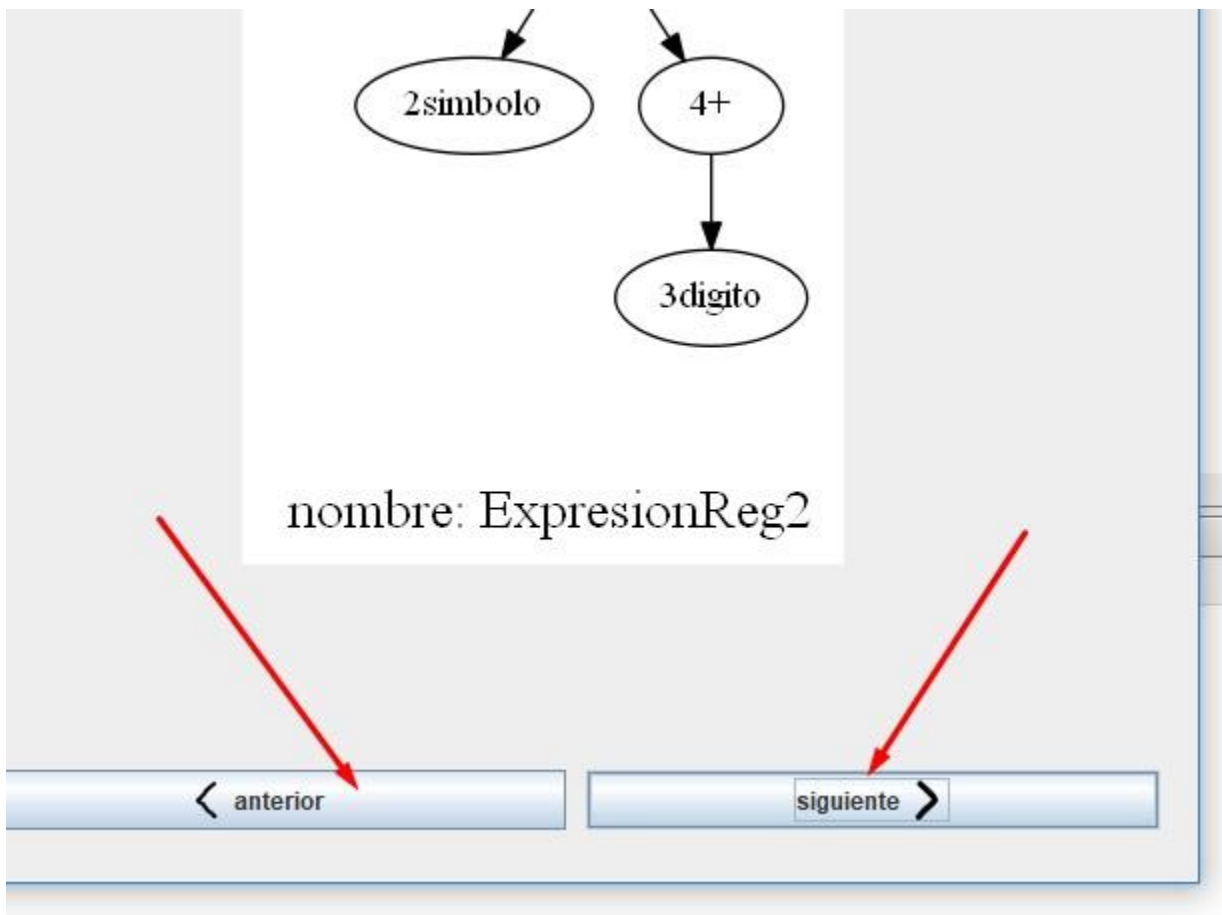 2simbolo
4+
3digito
nombre: ExpresionReg2
anterior
siguiente